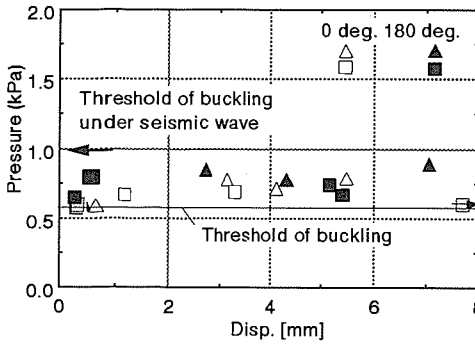 2.0
0 deg. 180 deg.
1.5
Threshold of buckling
under seismic wave
1.0
Pressure (kPa)
0.5
Threshold of buckling
0.0
0 2 4 6 8
Disp. [mm]